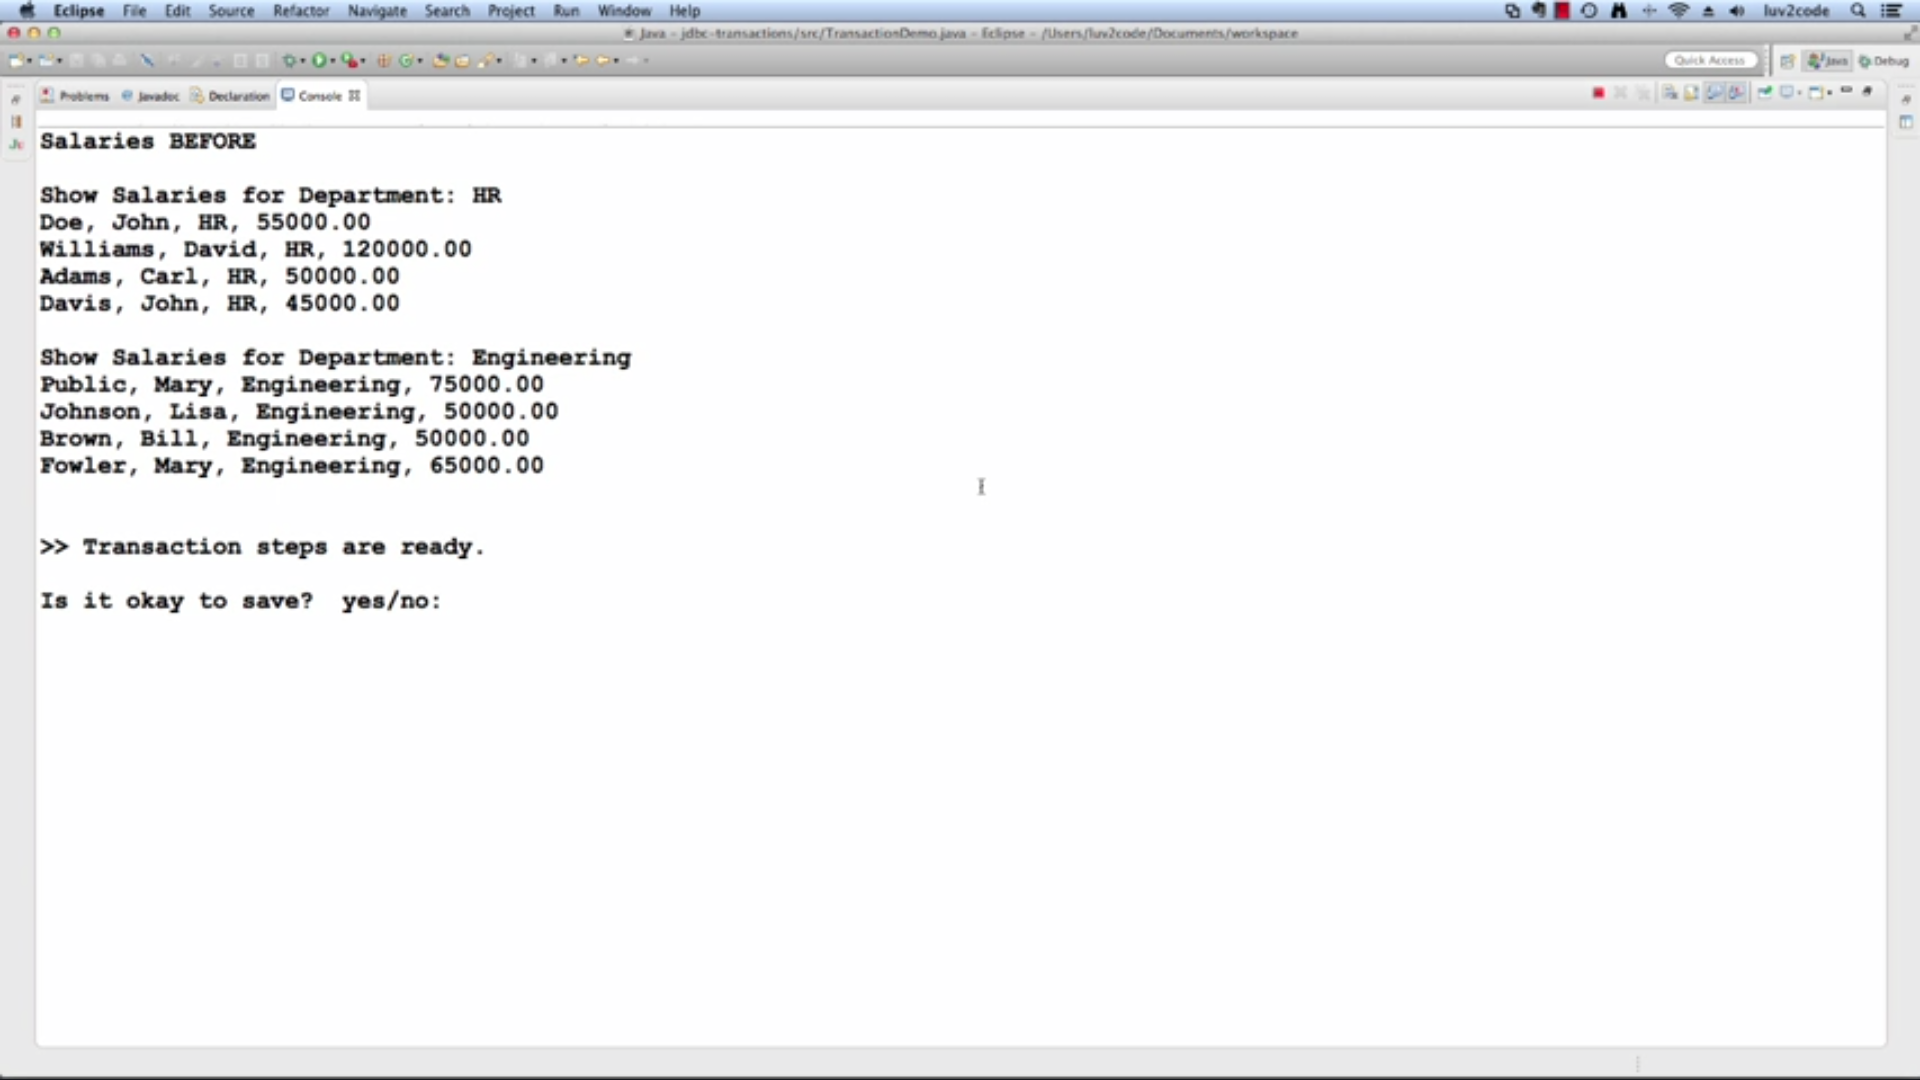 Eclipse File Edit Source Refactor Navigate Search Project Run Window Help luv2code
Java - jdbc-transactions/src/TransactionDemo.java - Eclipse - /Users/luv2code/Documents/workspace
Quick Access Java Debug
Problems Javadoc Declaration Console
Salaries BEFORE
Show Salaries for Department: HR
Doe, John, HR, 55000.00
Williams, David, HR, 120000.00
Adams, Carl, HR, 50000.00
Davis, John, HR, 45000.00
Show Salaries for Department: Engineering
Public, Mary, Engineering, 75000.00
Johnson, Lisa, Engineering, 50000.00
Brown, Bill, Engineering, 50000.00
Fowler, Mary, Engineering, 65000.00
>> Transaction steps are ready.
Is it okay to save?  yes/no: